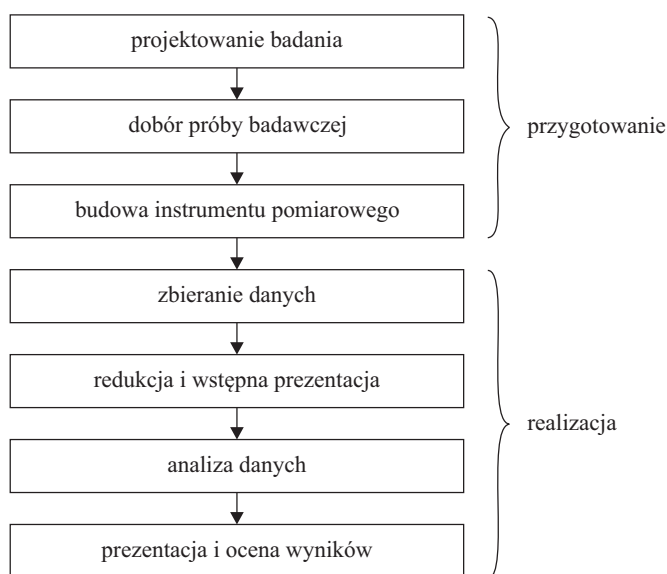 projektowanie badania
dobór próby badawczej
przygotowanie
budowa instrumentu pomiarowego
zbieranie danych
redukcja i wstępna prezentacja
realizacja
analiza danych
prezentacja i ocena wyników